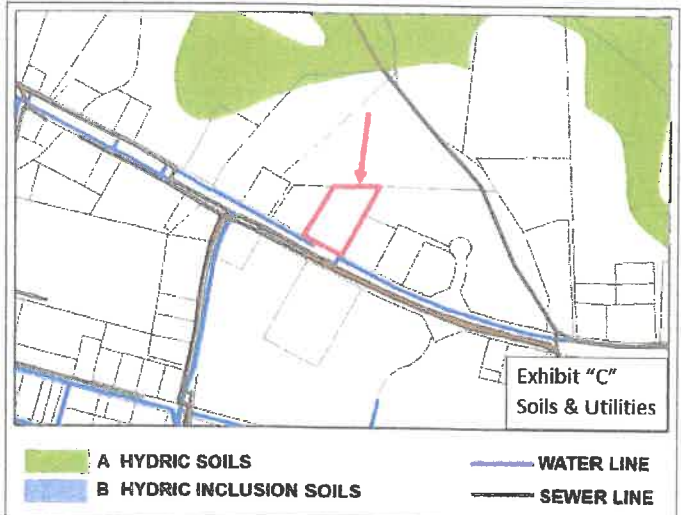 Exhibit "C"
Soils & Utilities
A HYDRIC SOILS
B HYDRIC INCLUSION SOILS
WATER LINE
SEWER LINE